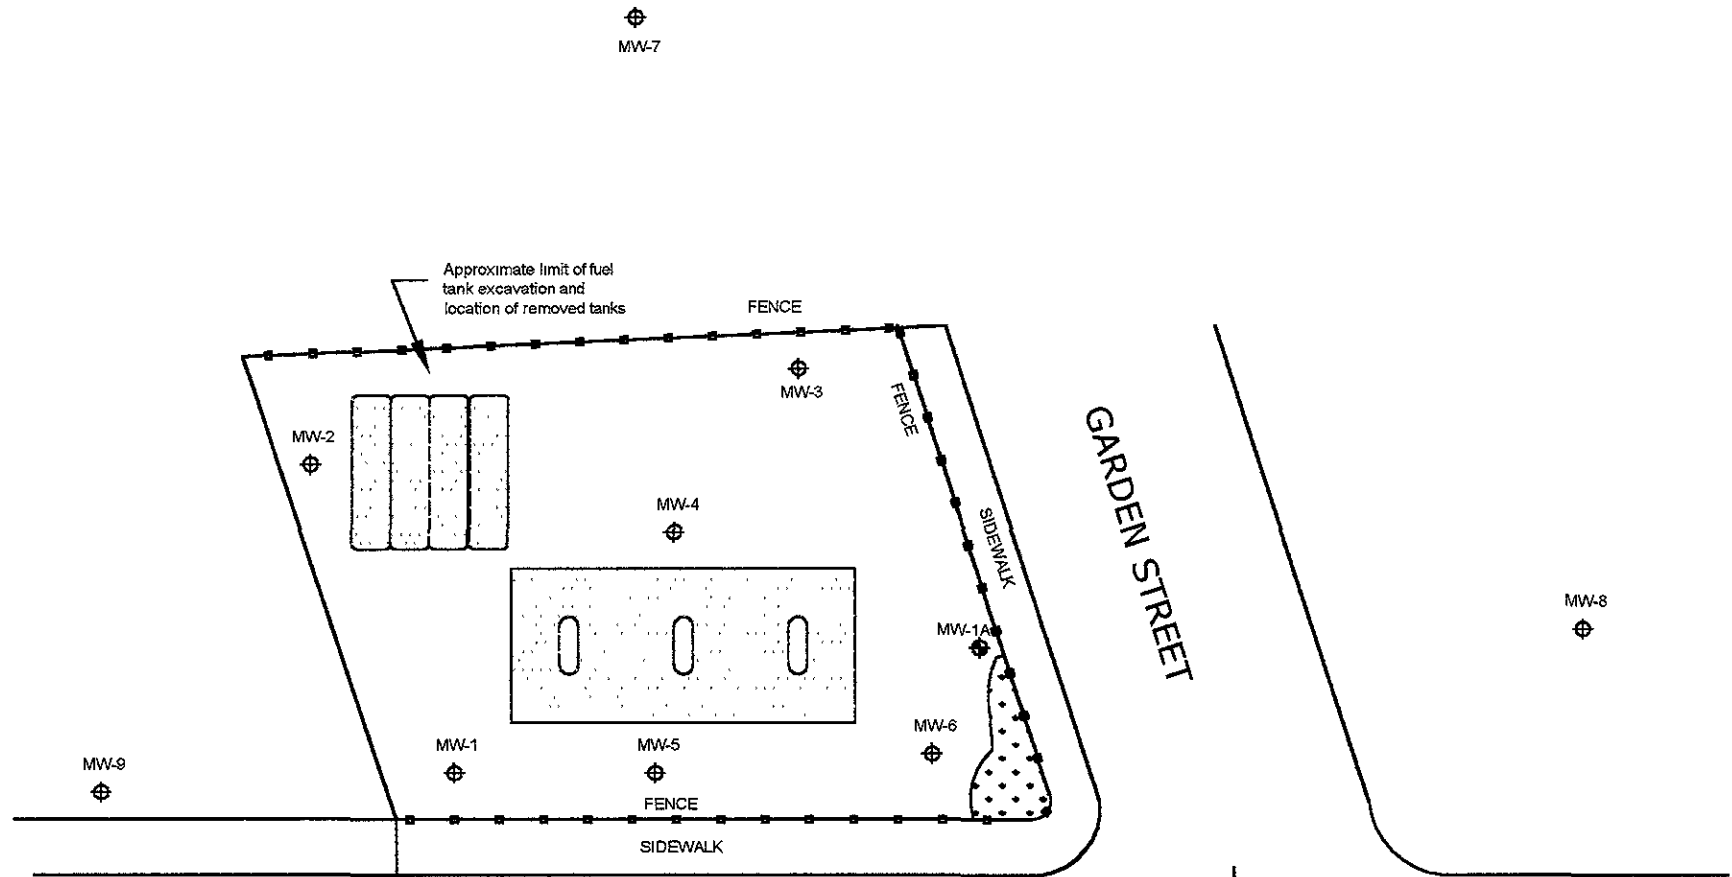 MW-7
Approximate limit of fuel
tank excavation and
location of removed tanks
FENCE
MW-3
FENCE
MW-2
GARDEN STREET
MW-4
SIDEWALK
MW-8
MW-1A
MW-6
MW-1
MW-5
MW-9
FENCE
SIDEWALK